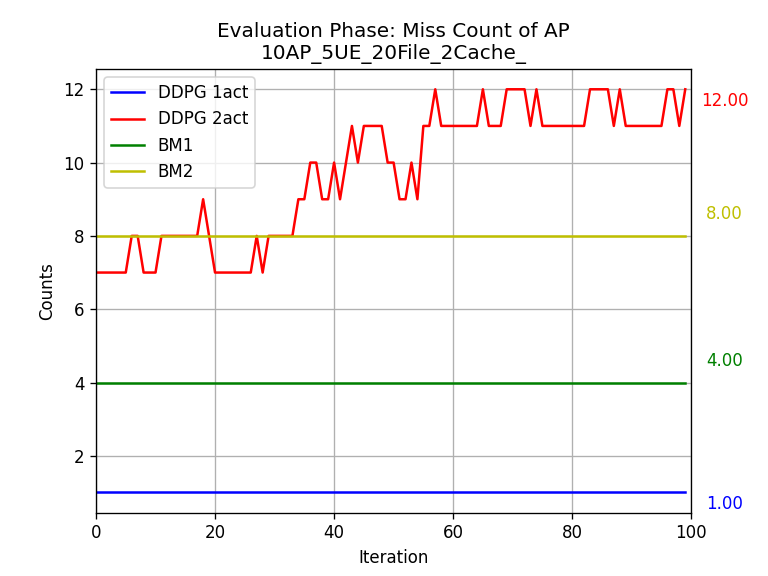 Evaluation Phase: Miss Count of AP
10AP_5UE_20File_2Cache_
DDPG 1act
DDPG 2act
BM1
BM2
12
10
8
6
4
2
Counts
0 20 40 60 80 100
Iteration
12.00
8.00
4.00
1.00